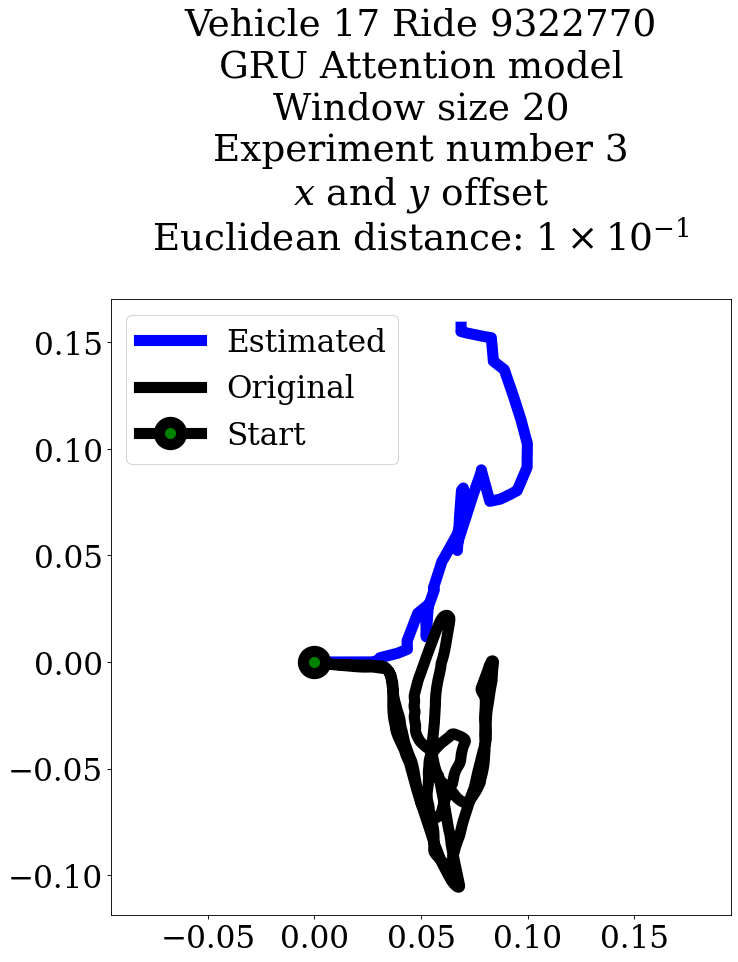 Vehicle 17 Ride 9322770
GRU Attention model
Window size 20
Experiment number 3
x and y offset
Euclidean distance: 1 × 10⁻¹
Estimated
Original
Start
0.15
0.10
0.05
0.00
−0.05
−0.10
−0.05 0.00 0.05 0.10 0.15